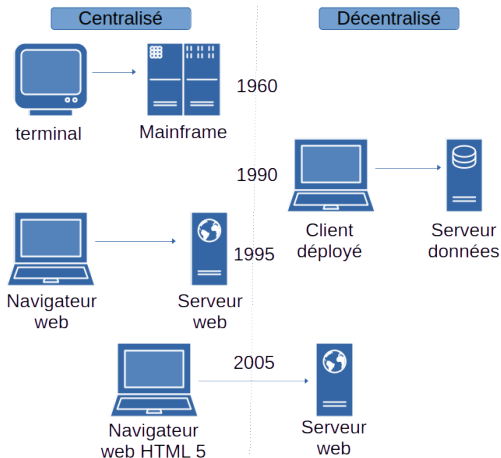 Centralisé
Décentralisé
1960
terminal
Mainframe
1990
Client
déployé
Serveur
données
1995
Navigateur
web
Serveur
web
2005
Navigateur
web HTML 5
Serveur
web